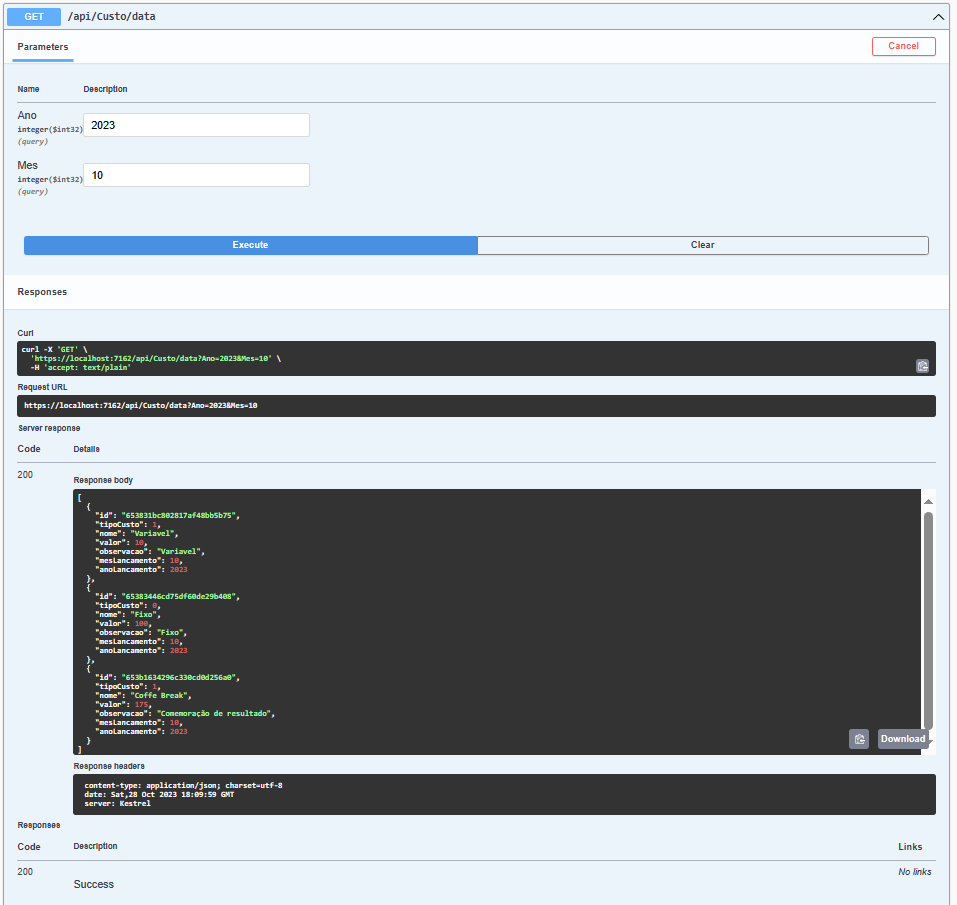 GET /api/Custo/data
Parameters
Cancel
Name Description
Ano
integer($int32)
(query)
2023
Mes
integer($int32)
(query)
10
Execute Clear
Responses
Curl
curl -X 'GET' \
'https://localhost:7162/api/Custo/data?Ano=2023&Mes=10' \
-H 'accept: text/plain'
Request URL
https://localhost:7162/api/Custo/data?Ano=2023&Mes=10
Server response
Code Details
200
Response body
[
{
"id": "653831bc802817af48bb5b75",
"tipoCusto": 1,
"nome": "Variavel",
"valor": 10,
"observacao": "Variavel",
"mesLancamento": 10,
"anoLancamento": 2023
},
{
"id": "65383446cd75df60de29b408",
"tipoCusto": 0,
"nome": "Fixo",
"valor": 100,
"observacao": "Fixo",
"mesLancamento": 10,
"anoLancamento": 2023
},
{
"id": "653b1634296c330cd0d256a0",
"tipoCusto": 1,
"nome": "Coffe Break",
"valor": 175,
"observacao": "Comemoração de resultado",
"mesLancamento": 10,
"anoLancamento": 2023
}
]
Download
Response headers
content-type: application/json; charset=utf-8
date: Sat,28 Oct 2023 18:09:59 GMT
server: Kestrel
Responses
Code Description Links
200 No links
Success